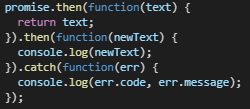 promise.then(function(text) {
  return text;
}).then(function(newText) {
  console.log(newText);
}).catch(function(err) {
  console.log(err.code, err.message);
});